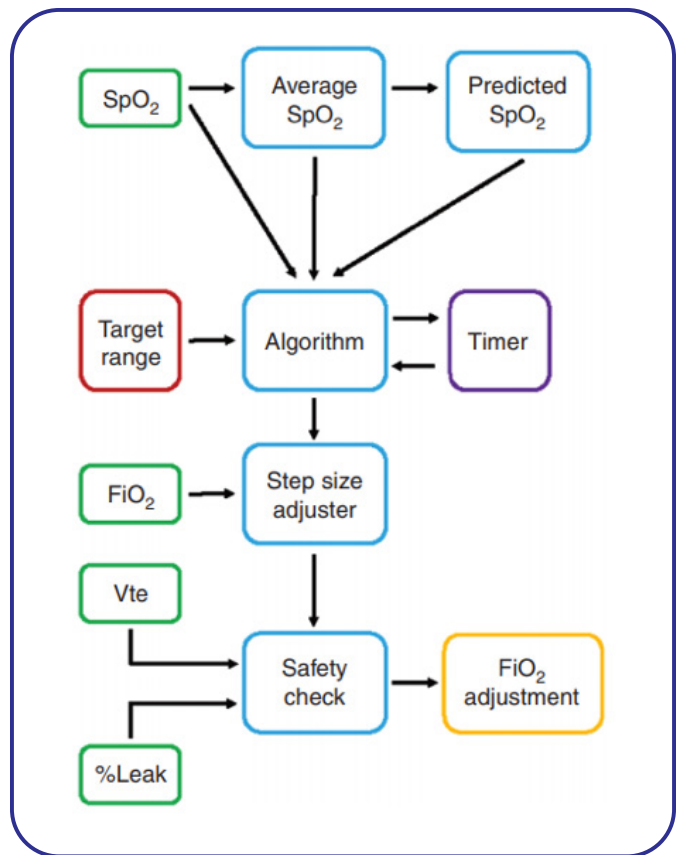 SpO₂
Average
SpO₂
Predicted
SpO₂
Target
range
Algorithm
Timer
FiO₂
Step size
adjuster
Vte
Safety
check
FiO₂
adjustment
%Leak